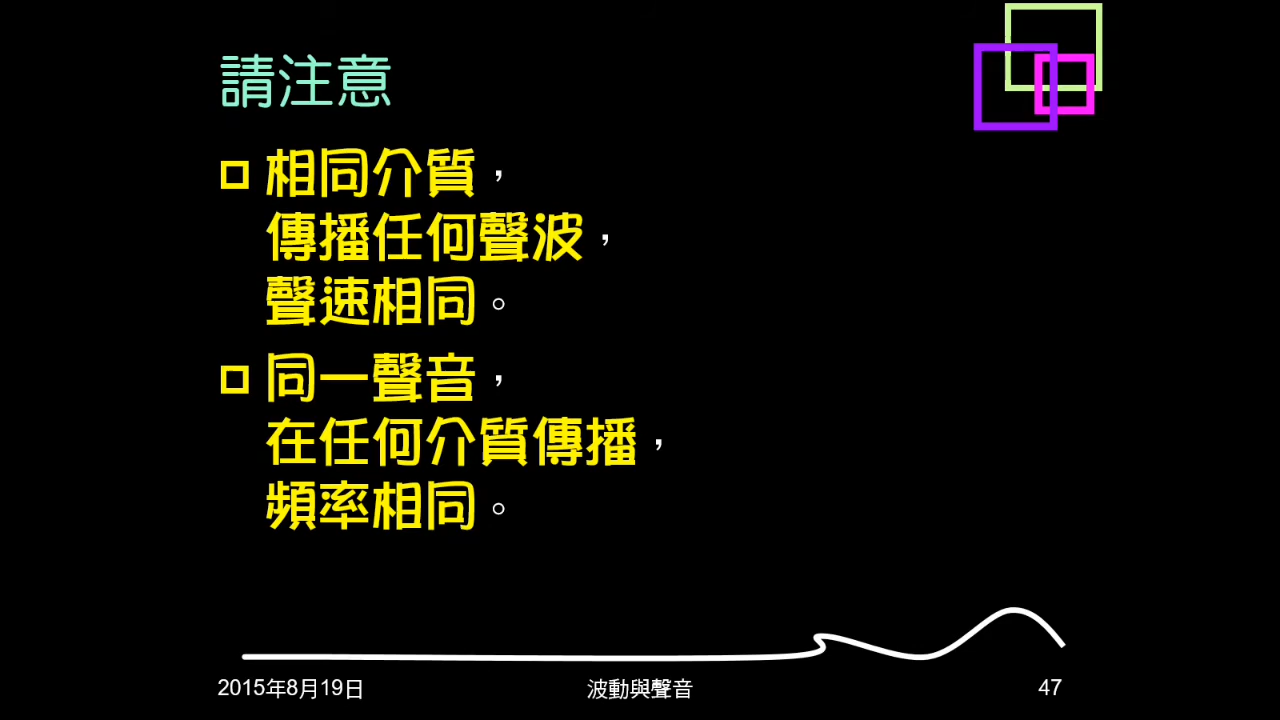 請注意
相同介質，
傳播任何聲波，
聲速相同。
同一聲音，
在任何介質傳播，
頻率相同。
2015年8月19日
波動與聲音
47